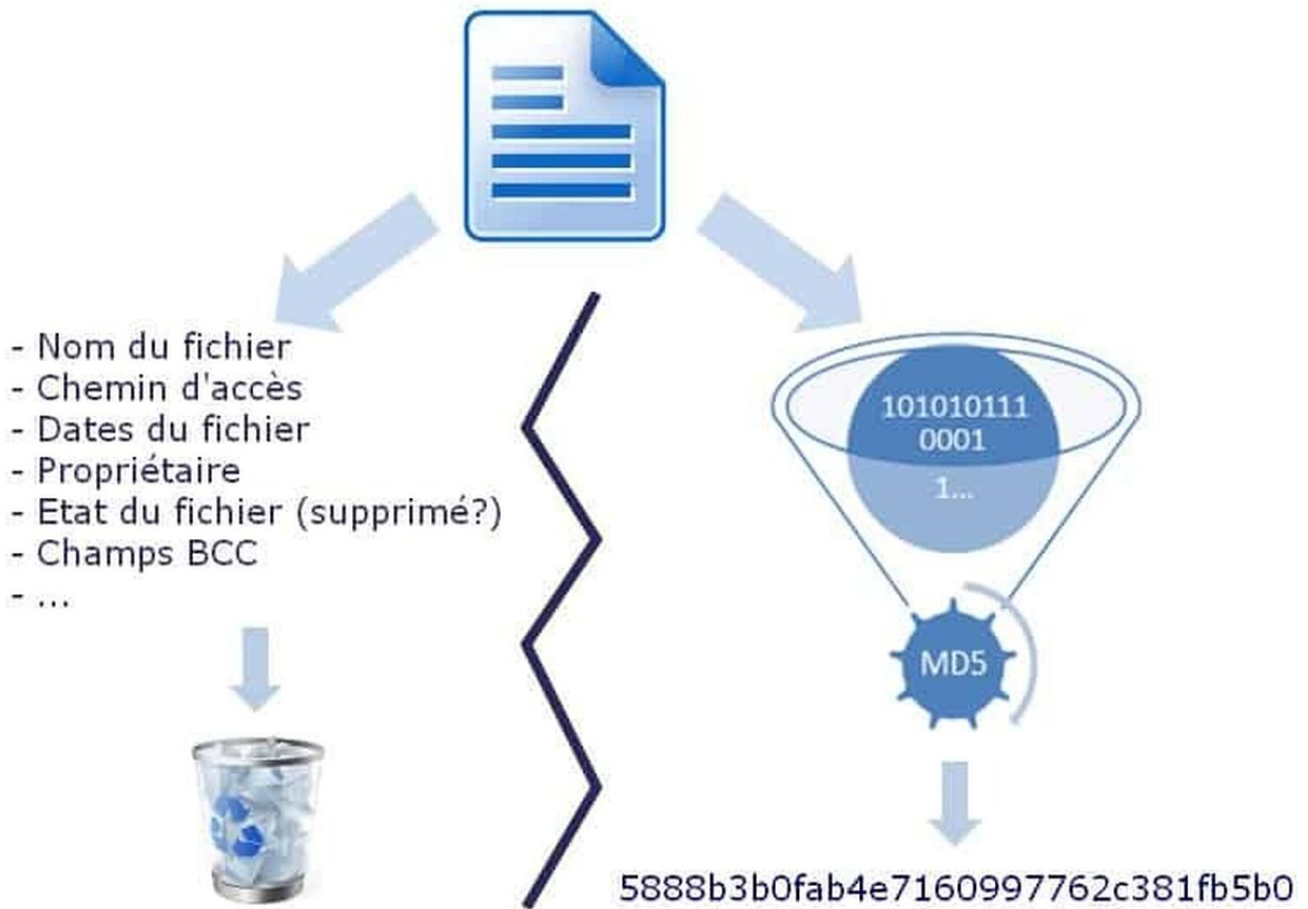 - Nom du fichier
- Chemin d'accès
- Dates du fichier
- Propriétaire
- Etat du fichier (supprimé?)
- Champs BCC
- ...
101010111
0001
1...
MD5
5888b3b0fab4e7160997762c381fb5b0